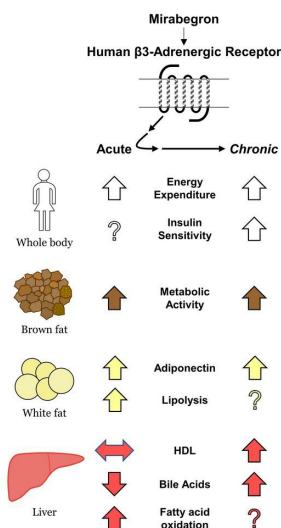 Mirabegron
Human β3-Adrenergic Receptor
Acute Chronic
Energy
Expenditure
? Insulin
Sensitivity
Whole body
Metabolic
Activity
Brown fat
Adiponectin
Lipolysis ?
White fat
HDL
Bile Acids
Liver
Fatty acid
oxidation ?